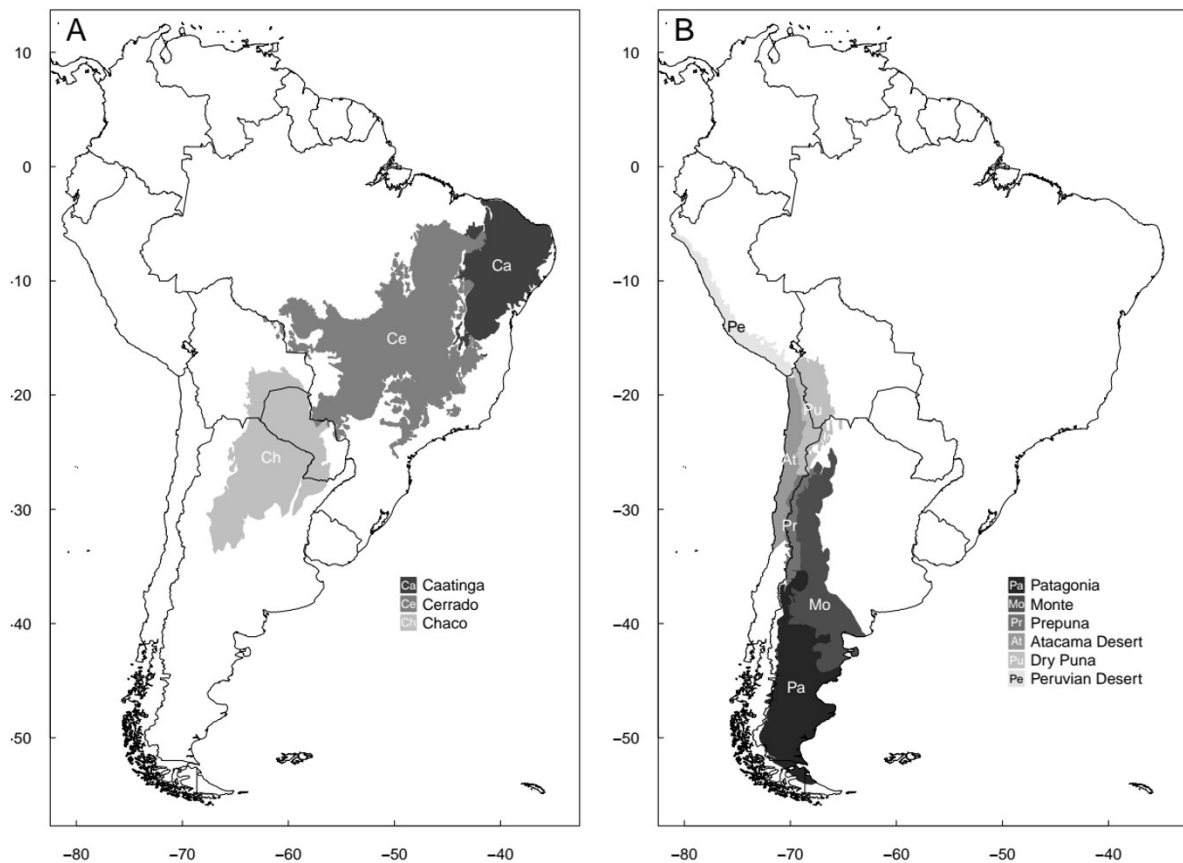 A
10
0
-10
-20
-30
-40
-50
−80
−70
−60
−50
−40
Ca
Ce
Ch
Ca Caatinga
Ce Cerrado
Ch Chaco
B
10
0
-10
-20
-30
-40
-50
−80
−70
−60
−50
−40
Pe
Pu
At
Pr
Mo
Pa
Pa Patagonia
Mo Monte
Pr Prepuna
At Atacama Desert
Pu Dry Puna
Pe Peruvian Desert